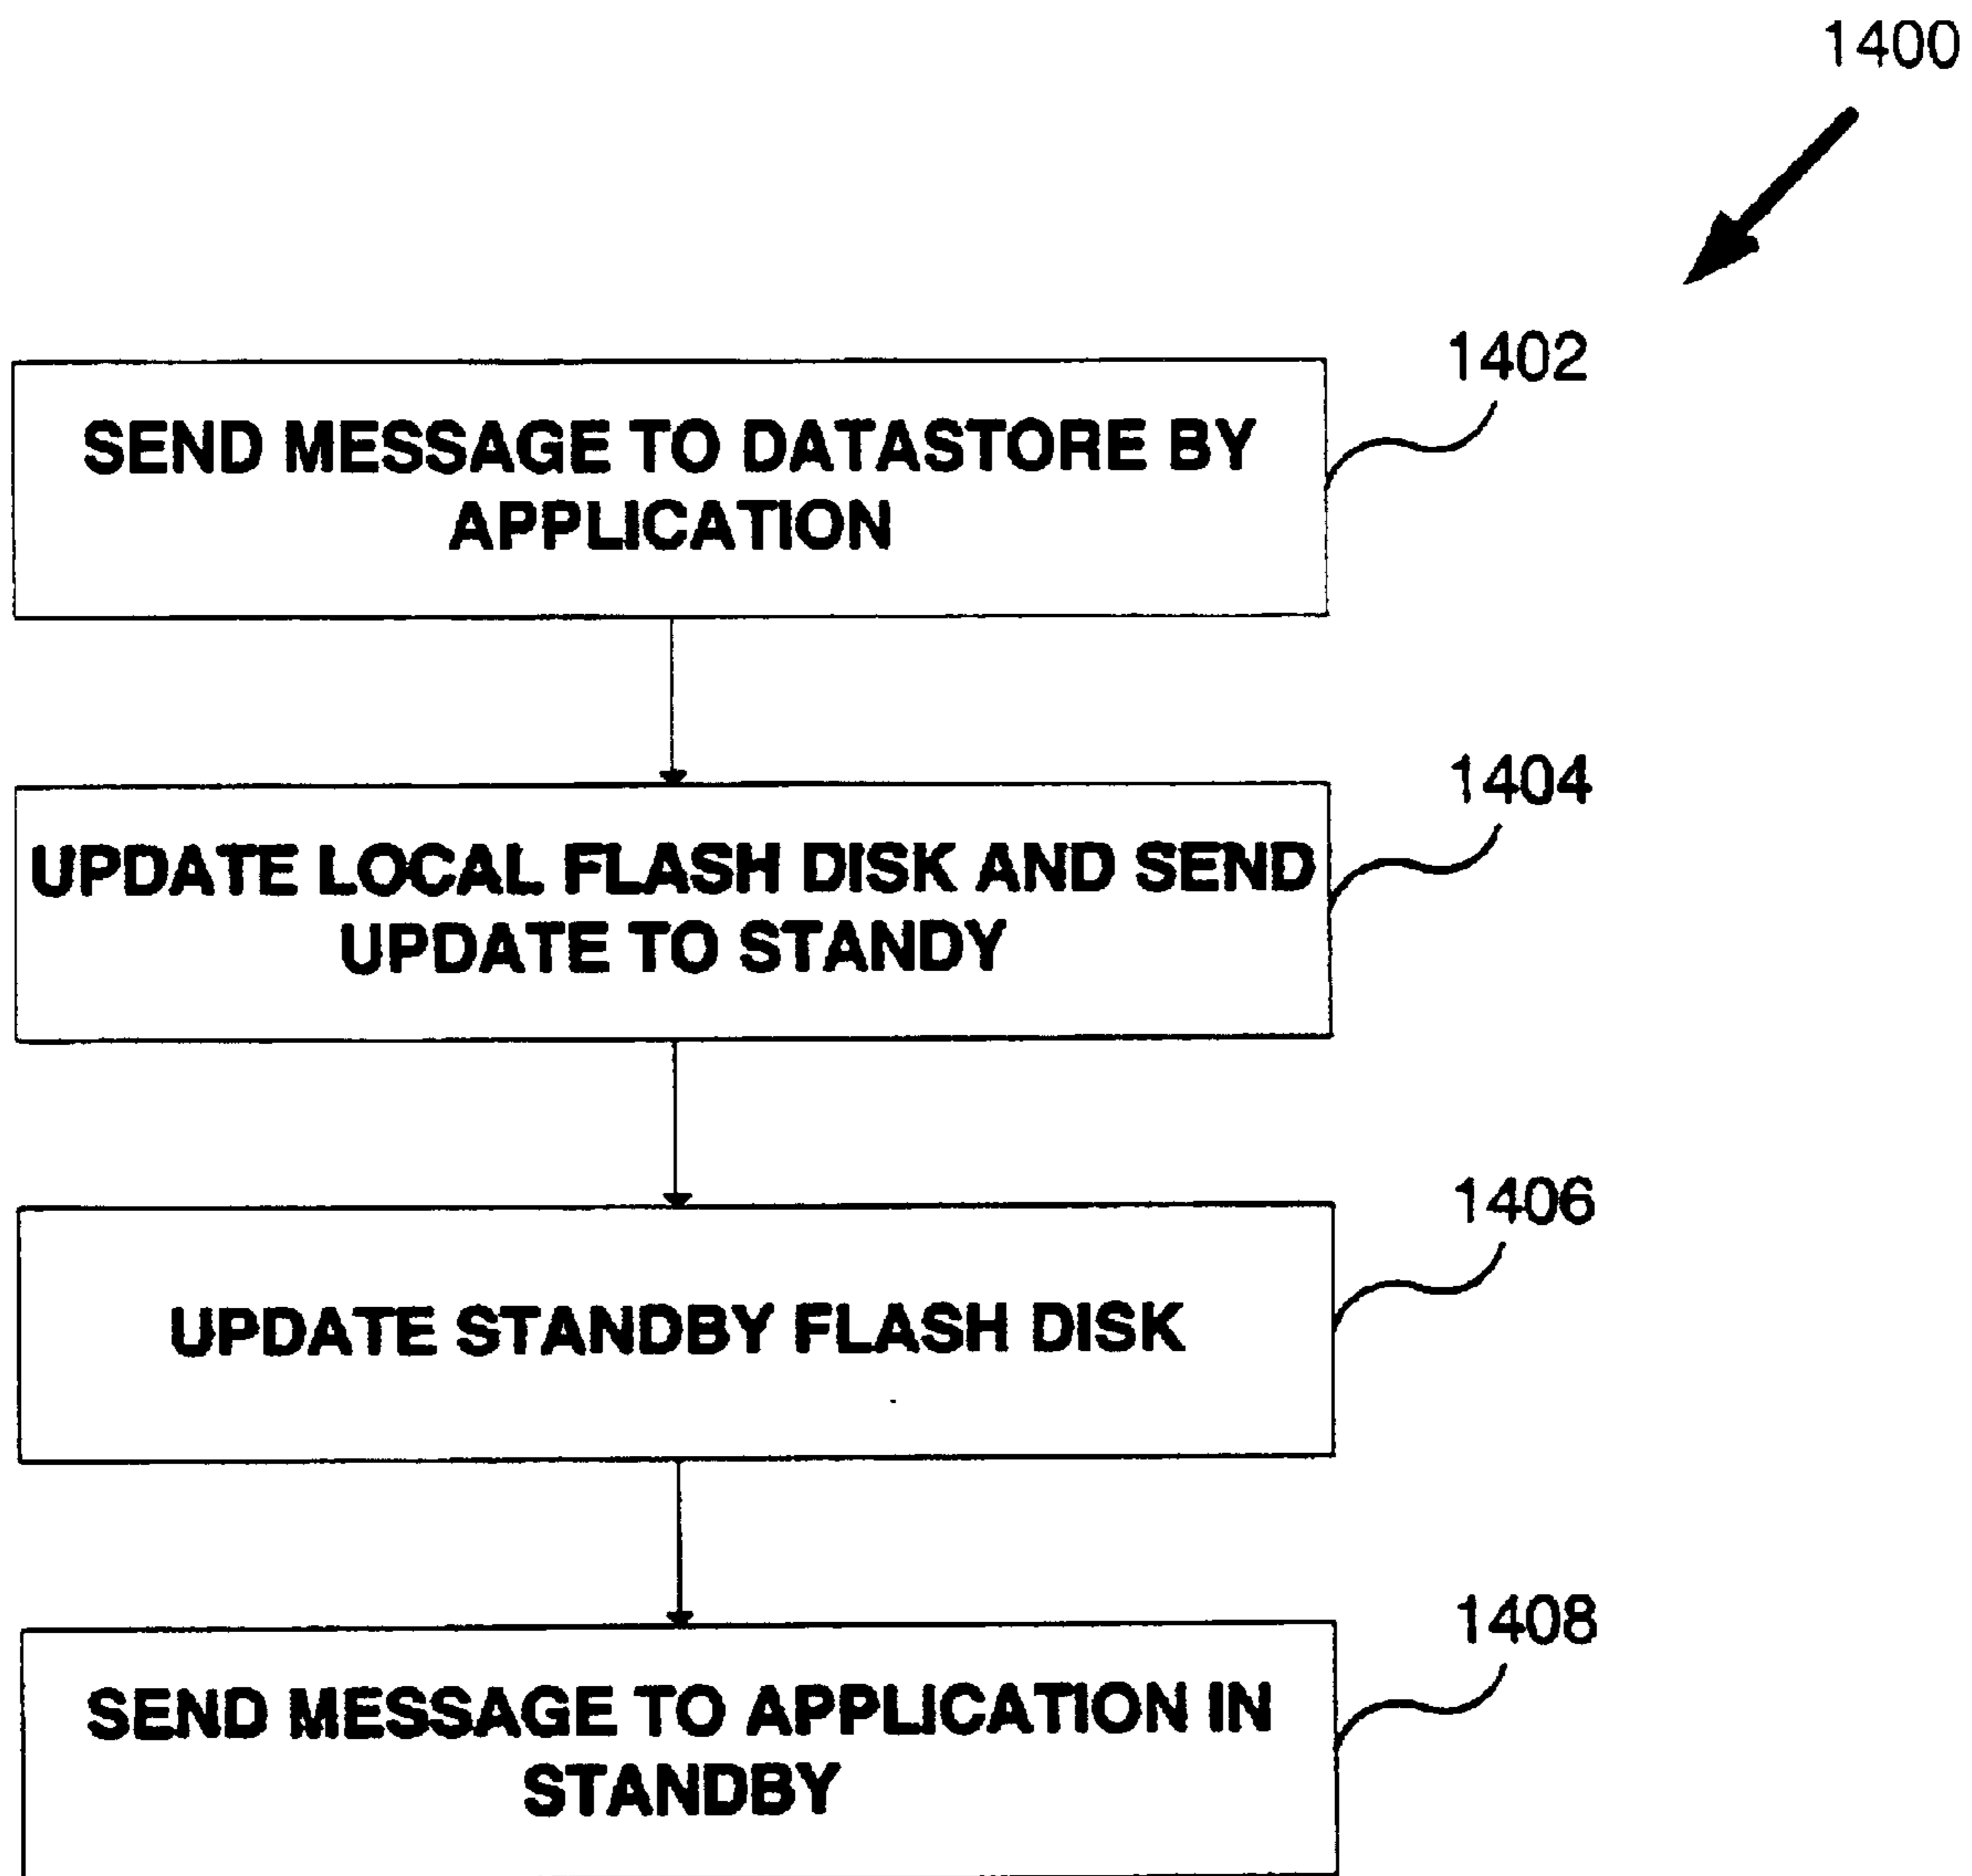 1400
1402
SEND MESSAGE TO DATASTORE BY
APPLICATION
1404
UPDATE LOCAL FLASH DISK AND SEND
UPDATE TO STANDY
1406
UPDATE STANDBY FLASH DISK
1408
SEND MESSAGE TO APPLICATION IN
STANDBY